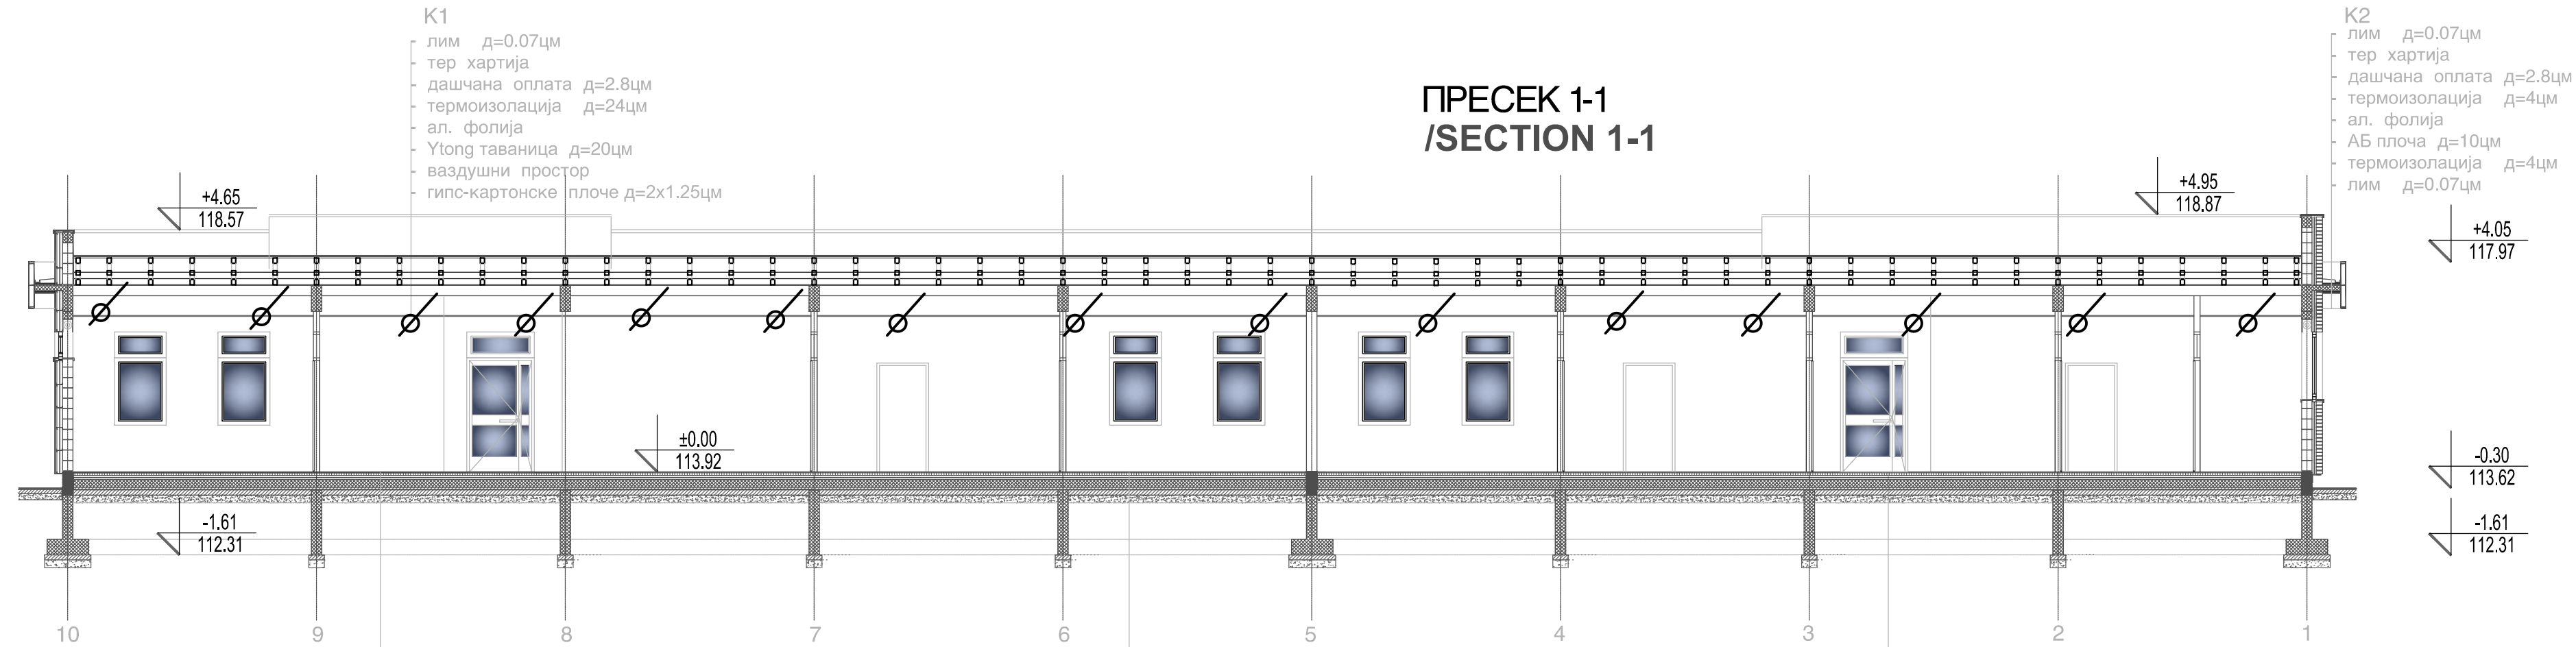 K1
лим д=0.07цм
тер хартија
дашчана оплата д=2.8цм
термоизолација д=24цм
ал. фолија
Ytong таваница д=20цм
ваздушни простор
гипс-картонске плоче д=2x1.25цм
ПРЕСЕК 1-1
/SECTION 1-1
K2
лим д=0.07цм
тер хартија
дашчана оплата д=2.8цм
термоизолација д=4цм
ал. фолија
АБ плоча д=10цм
термоизолација д=4цм
лим д=0.07цм
+4.65
118.57
+4.95
118.87
+4.05
117.97
±0.00
113.92
-0.30
113.62
-1.61
112.31
-1.61
112.31
10 9 8 7 6 5 4 3 2 1